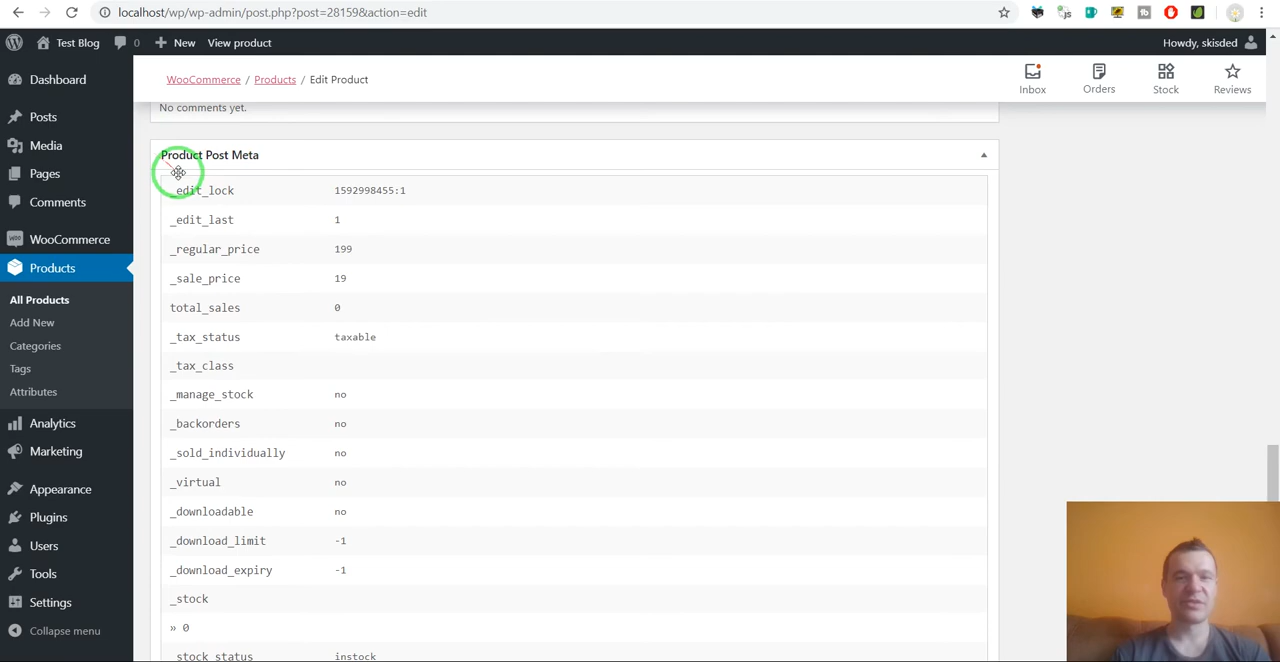 localhost/wp/wp-admin/post.php?post=28159&action=edit
Test Blog 0 New View product Howdy, skisded
Dashboard
Posts
Media
Pages
Comments
WooCommerce
Products
All Products
Add New
Categories
Tags
Attributes
Analytics
Marketing
Appearance
Plugins
Users
Tools
Settings
Collapse menu
WooCommerce / Products / Edit Product
Inbox
Orders
Stock
Reviews
No comments yet.
Product Post Meta
_edit_lock 1592998455:1
_edit_last 1
_regular_price 199
_sale_price 19
total_sales 0
_tax_status taxable
_tax_class
_manage_stock no
_backorders no
_sold_individually no
_virtual no
_downloadable no
_download_limit -1
_download_expiry -1
_stock
» 0
_stock_status instock